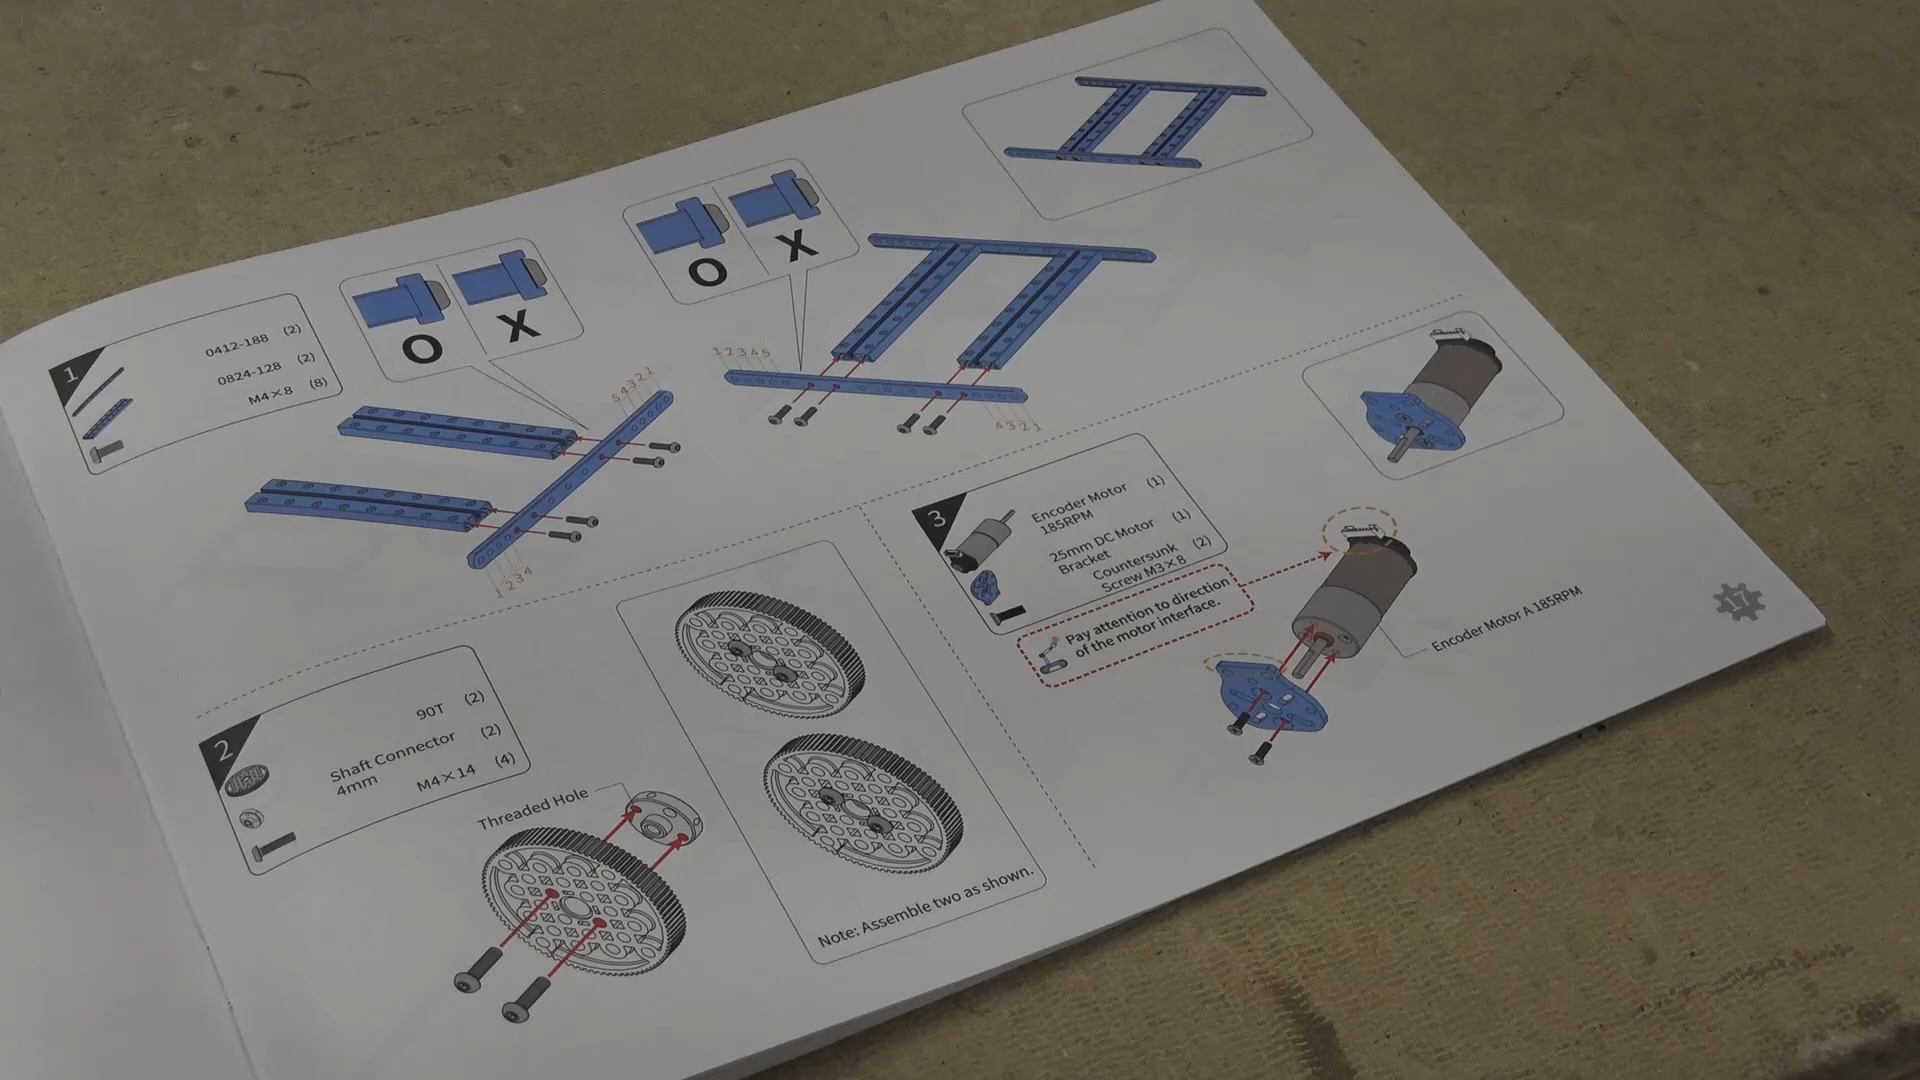 1
0412-188 (2)
0824-128 (2)
M4×8 (8)
O X
O X
5 4 3 2 1
1 2 3 4
1 2 3 4 5
4 3 2 1
2
90T (2)
Shaft Connector (2)
4mm
M4×14 (4)
Threaded Hole
Note: Assemble two as shown.
3
Encoder Motor (1)
185RPM
25mm DC Motor (1)
Bracket
Countersunk (2)
Screw M3×8
Pay attention to direction
of the motor interface.
Encoder Motor A 185RPM
17